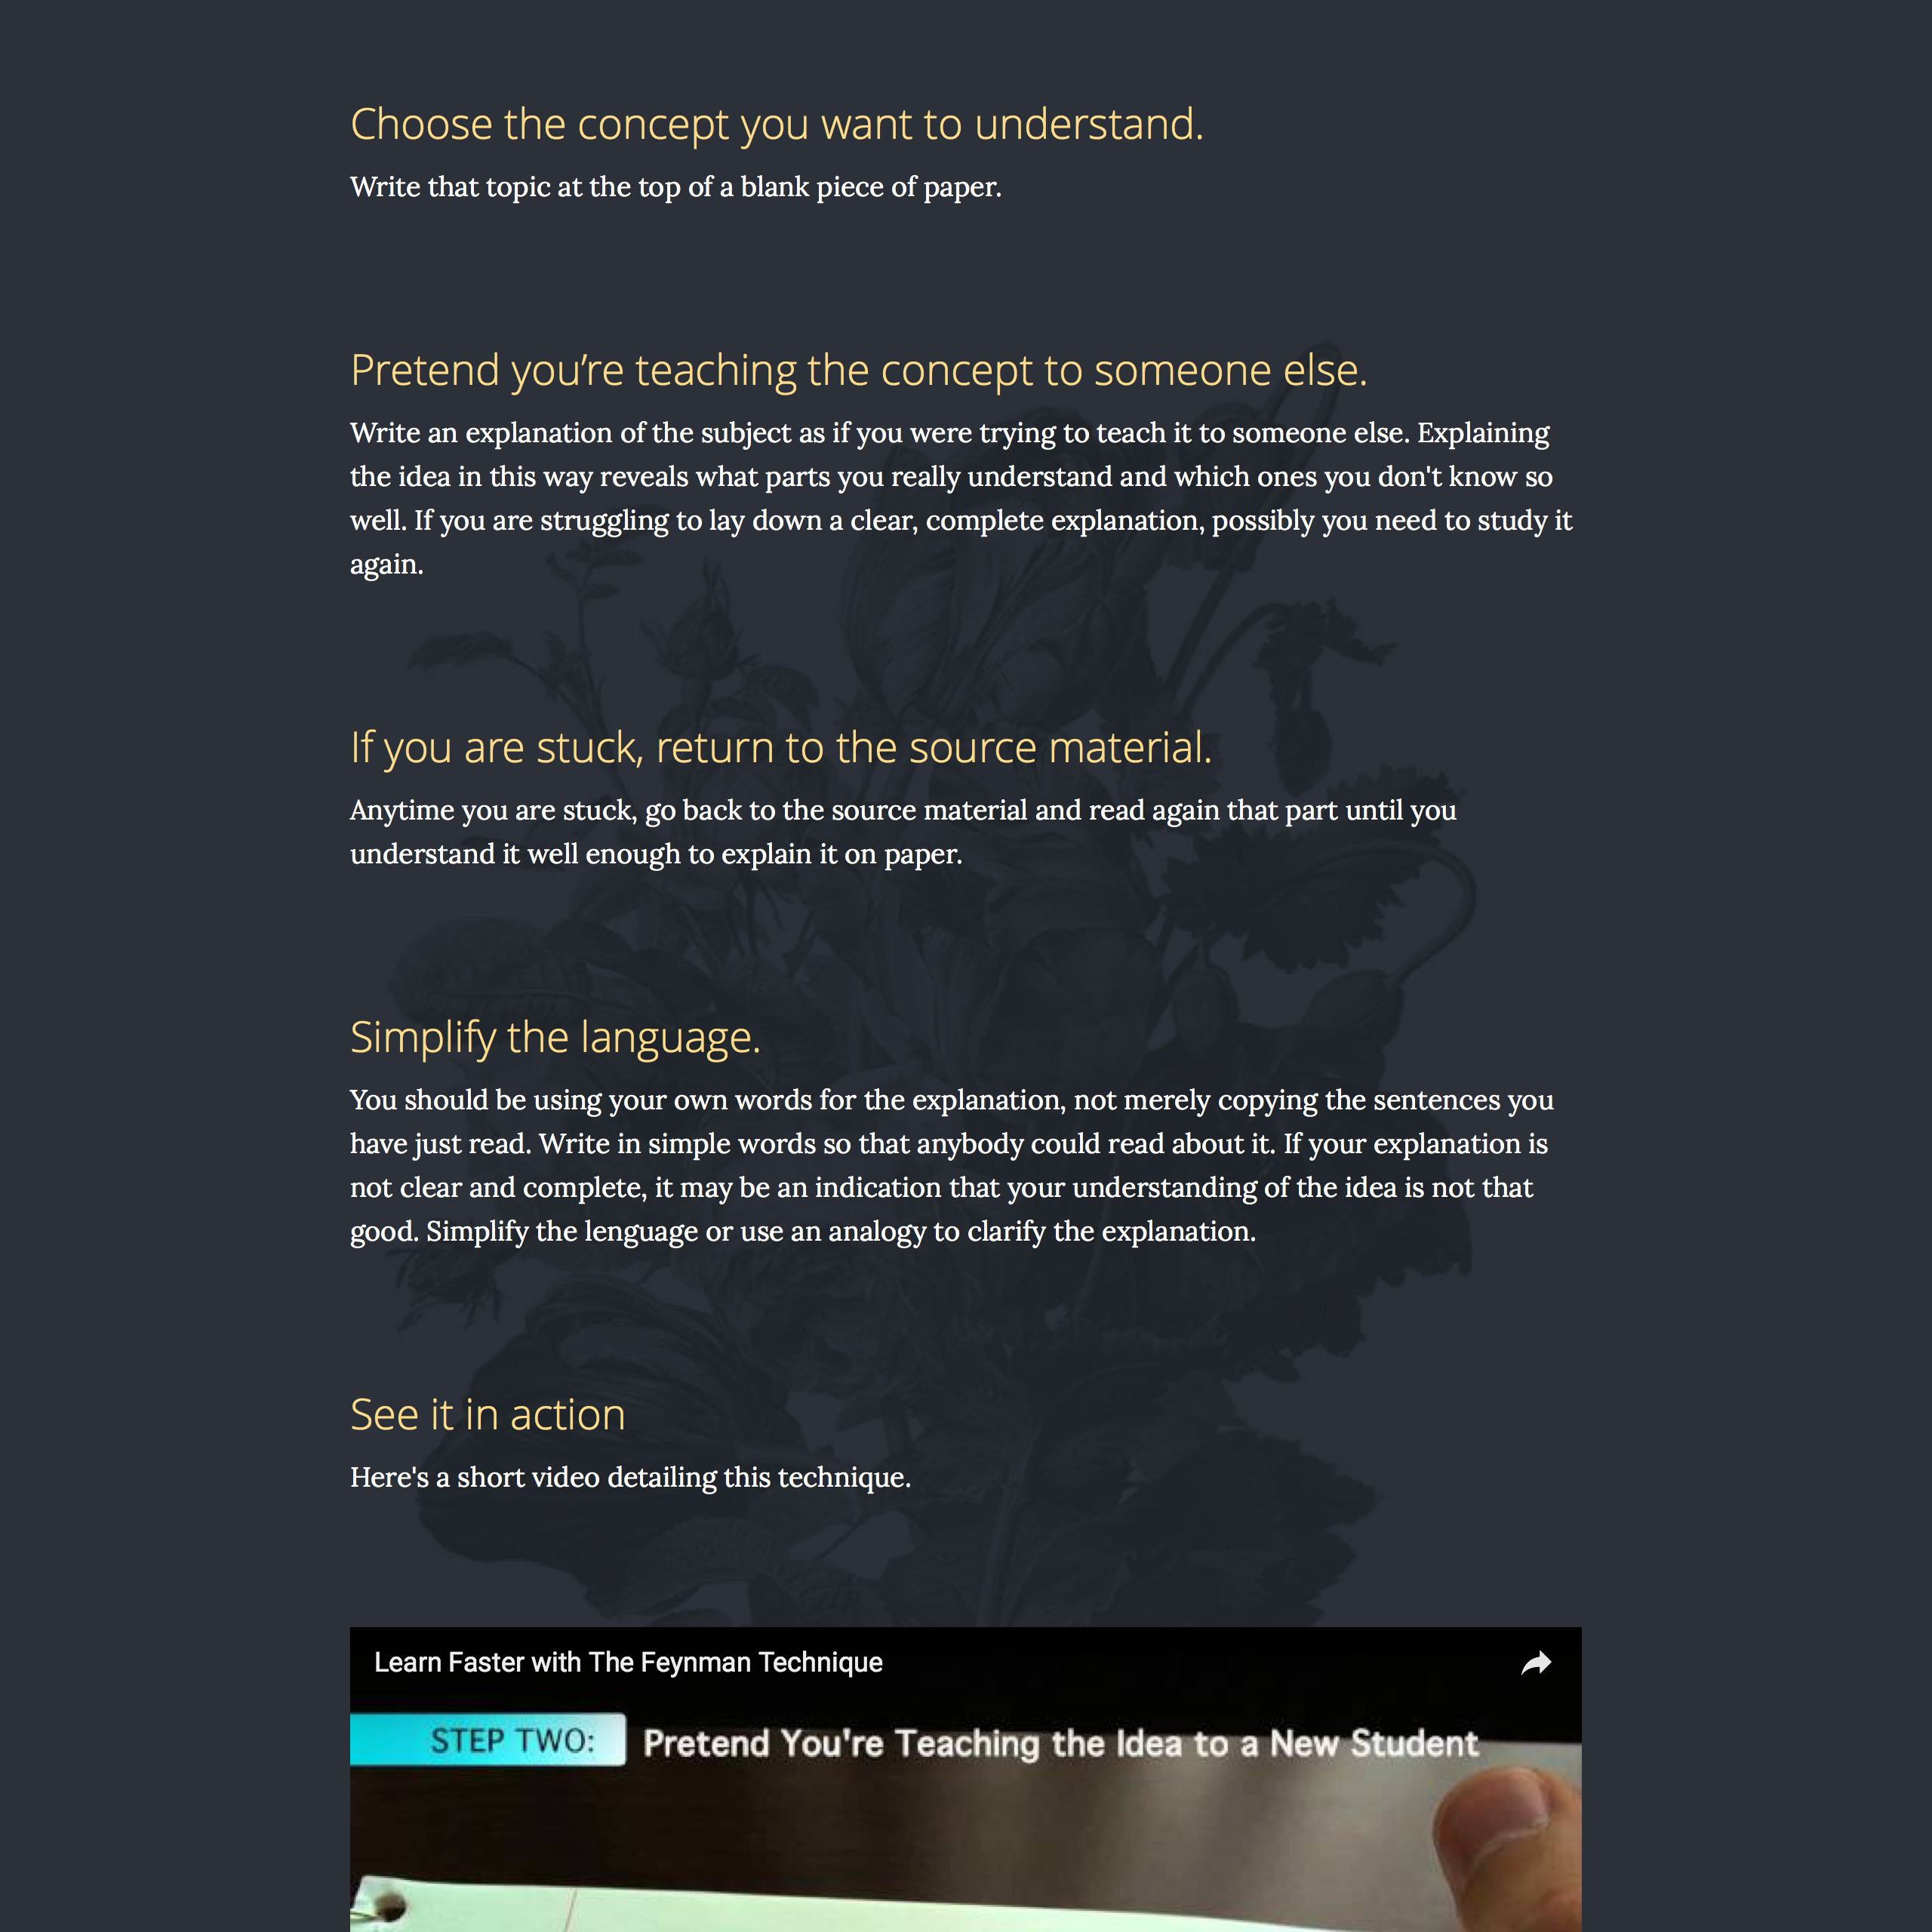 Choose the concept you want to understand.
Write that topic at the top of a blank piece of paper.
Pretend you’re teaching the concept to someone else.
Write an explanation of the subject as if you were trying to teach it to someone else. Explaining
the idea in this way reveals what parts you really understand and which ones you don't know so
well. If you are struggling to lay down a clear, complete explanation, possibly you need to study it
again.
If you are stuck, return to the source material.
Anytime you are stuck, go back to the source material and read again that part until you
understand it well enough to explain it on paper.
Simplify the language.
You should be using your own words for the explanation, not merely copying the sentences you
have just read. Write in simple words so that anybody could read about it. If your explanation is
not clear and complete, it may be an indication that your understanding of the idea is not that
good. Simplify the lenguage or use an analogy to clarify the explanation.
See it in action
Here's a short video detailing this technique.
Learn Faster with The Feynman Technique
STEP TWO: Pretend You're Teaching the Idea to a New Student